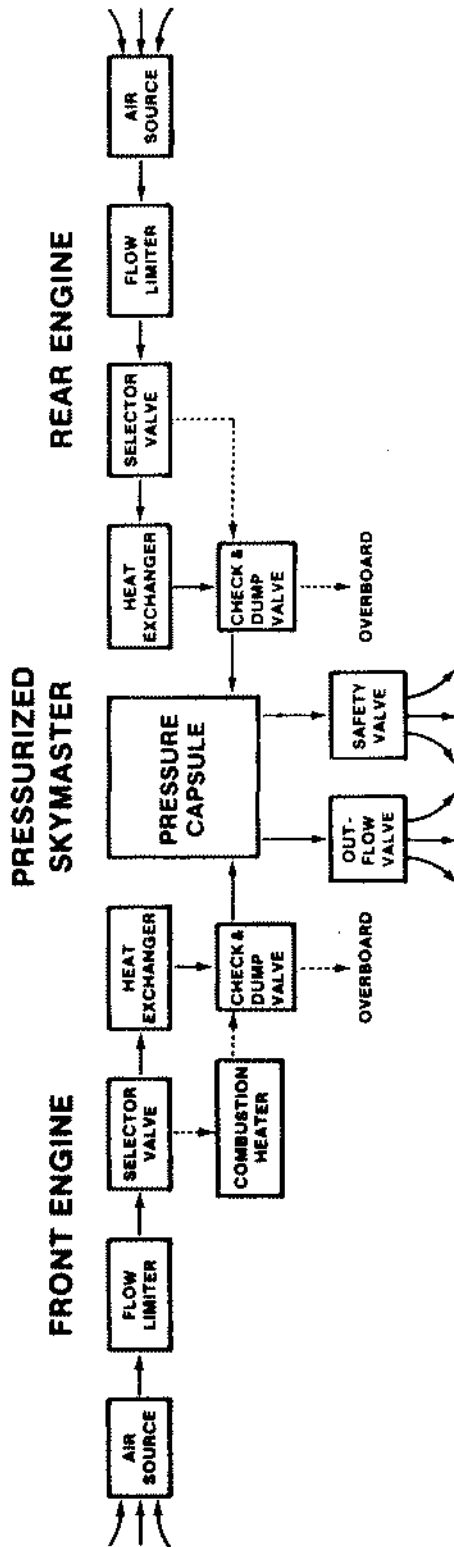 PRESSURIZED
SKYMASTER
FRONT ENGINE
REAR ENGINE
AIR
SOURCE
FLOW
LIMITER
SELECTOR
VALVE
HEAT
EXCHANGER
COMBUSTION
HEATER
CHECK &
DUMP
VALVE
OVERBOARD
PRESSURE
CAPSULE
OUT-
FLOW
VALVE
SAFETY
VALVE
HEAT
EXCHANGER
CHECK &
DUMP
VALVE
OVERBOARD
SELECTOR
VALVE
FLOW
LIMITER
AIR
SOURCE